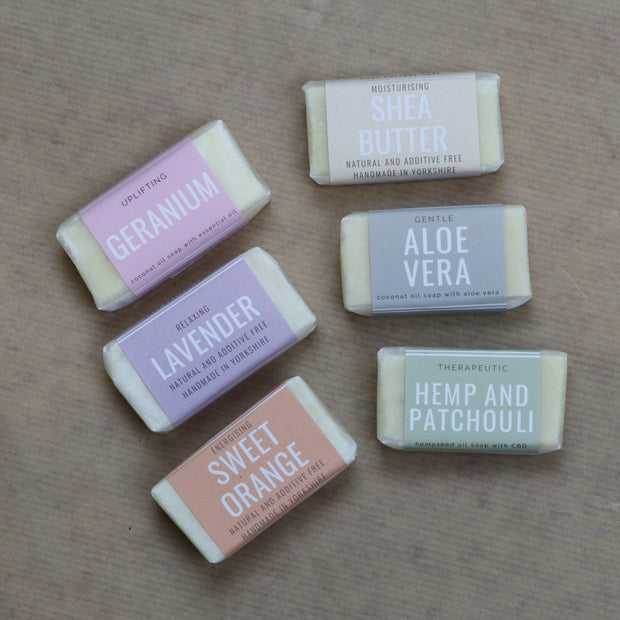 UPLIFTING
GERANIUM
coconut oil soap with essential oil
RELAXING
LAVENDER
NATURAL AND ADDITIVE FREE
HANDMADE IN YORKSHIRE
ENERGISING
SWEET
ORANGE
NATURAL AND ADDITIVE FREE
HANDMADE IN YORKSHIRE
MOISTURISING
SHEA
BUTTER
NATURAL AND ADDITIVE FREE
HANDMADE IN YORKSHIRE
GENTLE
ALOE
VERA
coconut oil soap with aloe vera
THERAPEUTIC
HEMP AND
PATCHOULI
hempseed oil soap with CBD